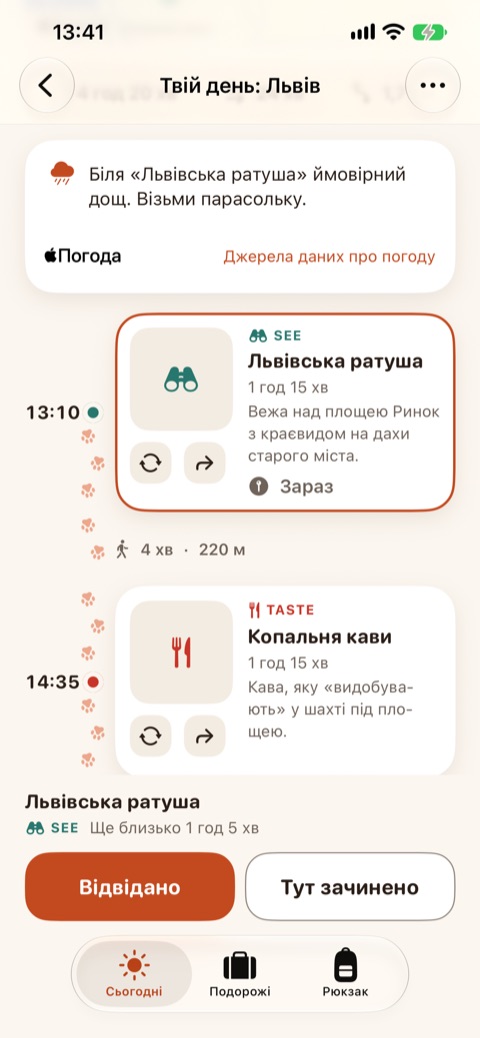 13:41
Твій день: Львів
Біля «Львівська ратуша» ймовірний
дощ. Візьми парасольку.
Погода
Джерела даних про погоду
SEE
Львівська ратуша
1 год 15 хв
Вежа над площею Ринок
з краєвидом на дахи
старого міста.
Зараз
13:10
4 хв · 220 м
TASTE
Копальня кави
1 год 15 хв
Кава, яку «видобува-
ють» у шахті під пло-
щею.
14:35
Львівська ратуша
SEE Ще близько 1 год 5 хв
Відвідано
Тут зачинено
Сьогодні
Подорожі
Рюкзак